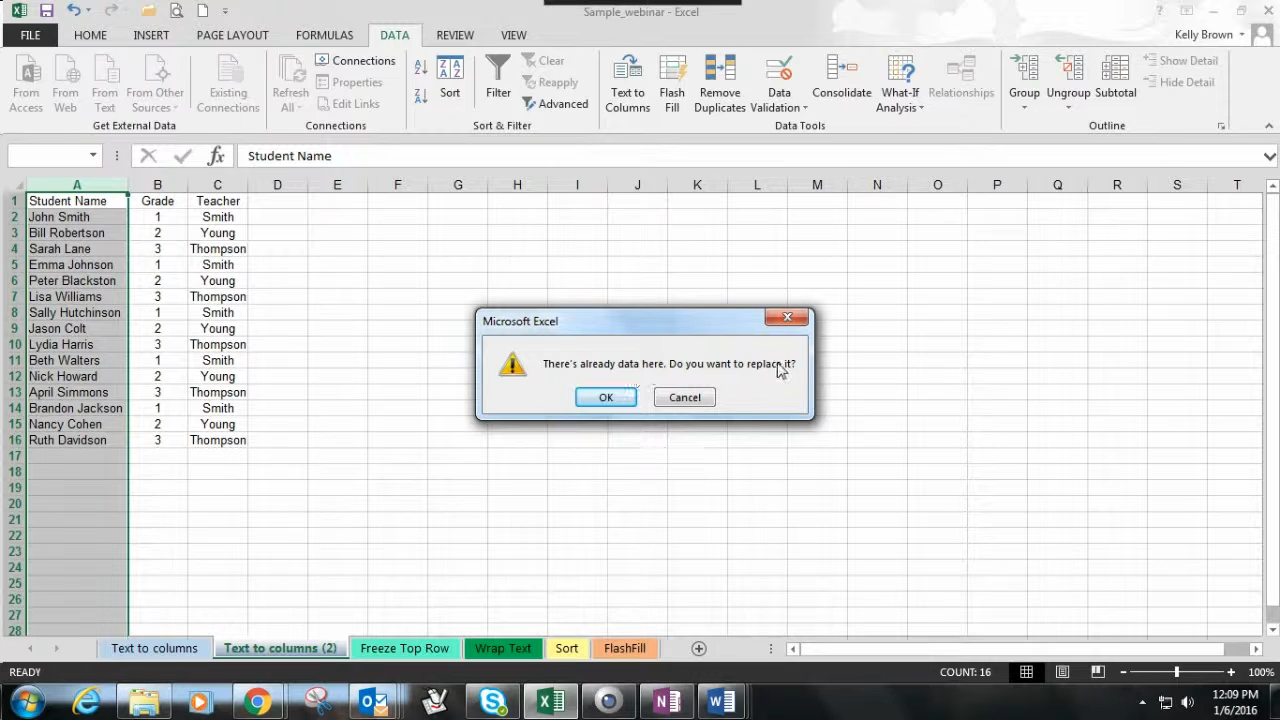 Sample_webinar - Excel
FILE HOME INSERT PAGE LAYOUT FORMULAS DATA REVIEW VIEW Kelly Brown
From Access
From Web
From Text
From Other Sources
Existing Connections
Get External Data
Refresh All
Connections
Properties
Edit Links
Connections
Sort
Filter
Clear
Reapply
Advanced
Sort & Filter
Text to Columns
Flash Fill
Remove Duplicates
Data Validation
Consolidate
What-If Analysis
Relationships
Data Tools
Group
Ungroup
Subtotal
Show Detail
Hide Detail
Outline
fx Student Name
A B C D E F G H I J K L M N O P Q R S T
1 Student Name Grade Teacher
2 John Smith 1 Smith
3 Bill Robertson 2 Young
4 Sarah Lane 3 Thompson
5 Emma Johnson 1 Smith
6 Peter Blackston 2 Young
7 Lisa Williams 3 Thompson
8 Sally Hutchinson 1 Smith
9 Jason Colt 2 Young
10 Lydia Harris 3 Thompson
11 Beth Walters 1 Smith
12 Nick Howard 2 Young
13 April Simmons 3 Thompson
14 Brandon Jackson 1 Smith
15 Nancy Cohen 2 Young
16 Ruth Davidson 3 Thompson
17
18
19
20
21
22
23
24
25
26
27
28
Microsoft Excel
There's already data here. Do you want to replace it?
OK Cancel
Text to columns Text to columns (2) Freeze Top Row Wrap Text Sort FlashFill
READY COUNT: 16 100%
12:09 PM
1/6/2016